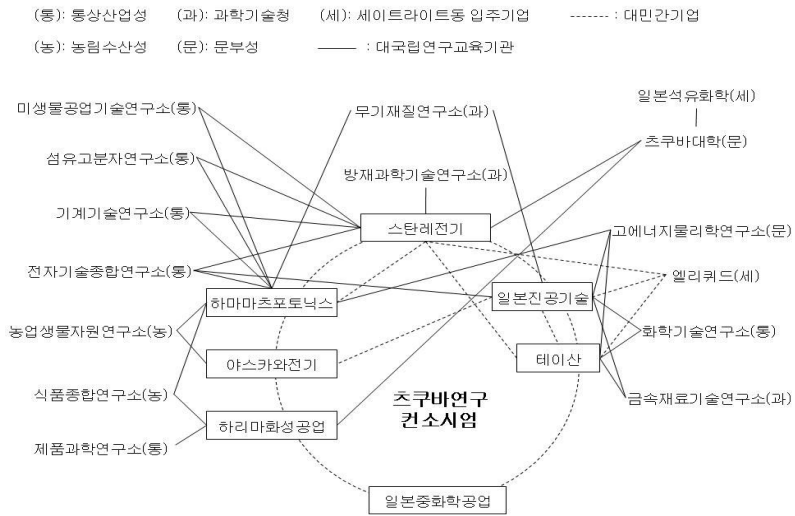 (통): 통상산업성 (과): 과학기술청 (세): 세이트라이트동 입주기업 ------ : 대민간기업
(농): 농림수산성 (문): 문부성 ─── : 대국립연구교육기관
일본석유화학(세)
미생물공업기술연구소(통)
무기재질연구소(과)
츠쿠바대학(문)
섬유고분자연구소(통)
방재과학기술연구소(과)
기계기술연구소(통)
스탄레전기
고에너지물리학연구소(문)
전자기술종합연구소(통)
엘리퀴드(세)
하마마츠포토닉스
일본진공기술
농업생물자원연구소(농)
화학기술연구소(통)
야스카와전기
테이산
식품종합연구소(농)
츠쿠바연구
컨소시엄
금속재료기술연구소(과)
하리마화성공업
제품과학연구소(통)
일본중화학공업